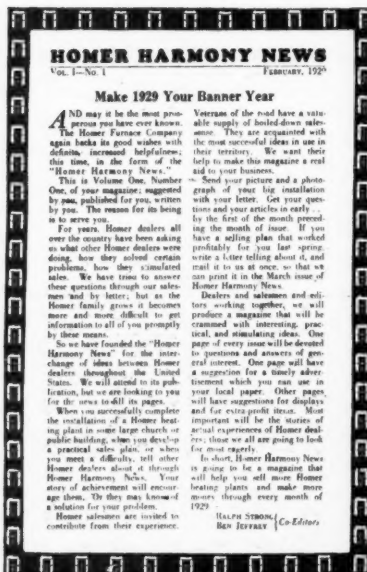 HOMER HARMONY NEWS
VOL. I—No. 1
FEBRUARY, 1929
Make 1929 Your Banner Year
AND may it be the most pros-
perous you have ever known.
The Homer Furnace Company
again backs its good wishes with
definite, increased helpfulness;
this time, in the form of the
"Homer Harmony News."
This is Volume One, Number
One, of your magazine; suggested
by you, published for you, written
by you. The reason for its being
is to serve you.
For years, Homer dealers all
over the country have been asking
us what other Homer dealers were
doing, how they solved certain
problems, how they stimulated
sales. We have tried to answer
these questions through our sales-
men and by letter; but as the
Homer family grows it becomes
more and more difficult to get
information to all of you promptly
by these means.
So we have founded the "Homer
Harmony News" for the inter-
change of ideas between Homer
dealers throughout the United
States. We will attend to its pub-
lication, but we are looking to you
for the news to fill its pages.
When you successfully complete
the installation of a Homer heat-
ing plant in some large church or
public building, when you develop
a practical sales plan, or when
you meet a difficulty, tell other
Homer dealers about it through
Homer Harmony News. Your
story of achievement will encour-
age them. Or they may know of
a solution for your problem.
Homer salesmen are invited to
contribute from their experience.
Veterans of the road have a valu-
able supply of boiled-down sales-
sense. They are acquainted with
the most successful ideas in use in
their territory. We want their
help to make this magazine a real
aid to your business.
Send your picture and a photo-
graph of your big installation
with your letter. Get your ques-
tions and your articles in early . .
by the first of the month preced-
ing the month of issue. If you
have a selling plan that worked
profitably for you last spring,
write a letter telling about it, and
mail it to us at once, so that we
can print it in the March issue of
Homer Harmony News.
Dealers and salesmen and edi-
tors working together, we will
produce a magazine that will be
crammed with interesting, prac-
tical, and stimulating ideas. One
page of every issue will be devoted
to questions and answers of gen-
eral interest. One page will have
a suggestion for a timely adver-
tisement which you can use in
your local paper. Other pages
will have suggestions for displays
and for extra-profit items. Most
important will be the stories of
actual experiences of Homer deal-
ers; those we all are going to look
for most eagerly.
In short, Homer Harmony News
is going to be a magazine that
will help you sell more Homer
heating plants and make more
money through every month of
1929.
RALPH STRONG,
BEN JEFFREY
Co-Editors